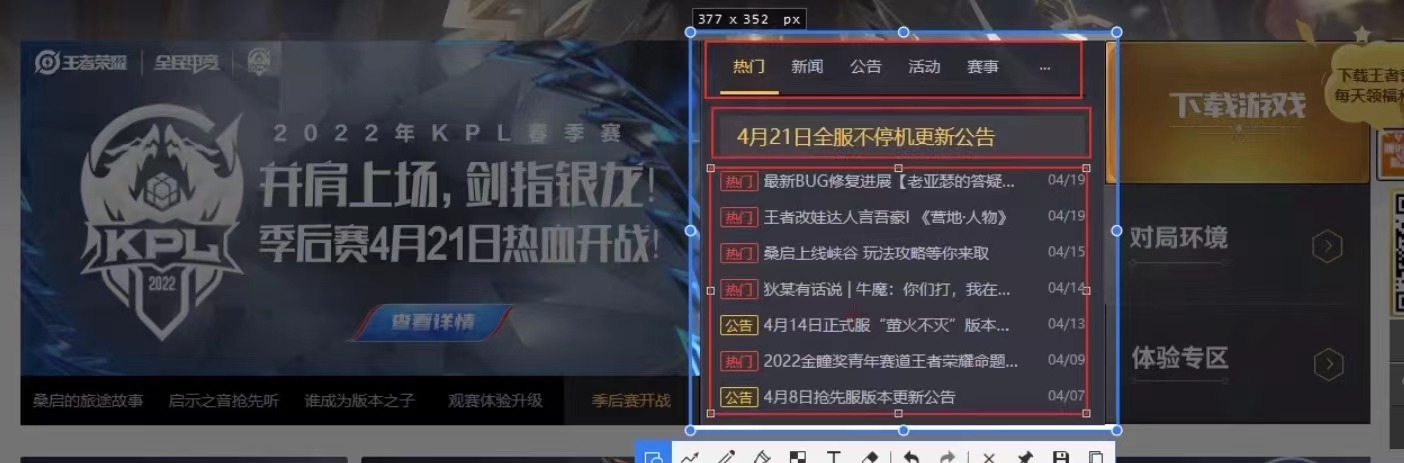 377 x 352 px
王者荣耀 全民电竞
2022年KPL春季赛
并肩上场,剑指银龙!
季后赛4月21日热血开战!
KPL
2022
查看详情
桑启的旅途故事 启示之音抢先听 谁成为版本之子 观赛体验升级 季后赛开战
热门 新闻 公告 活动 赛事 ...
4月21日全服不停机更新公告
热门 最新BUG修复进展【老亚瑟的答疑... 04/19
热门 王者改娃达人言吾豪I 《营地·人物》 04/19
热门 桑启上线峡谷 玩法攻略等你来取 04/15
热门 狄某有话说 | 牛魔：你们打，我在... 04/14
公告 4月14日正式服“萤火不灭”版本... 04/13
热门 2022金瞳奖青年赛道王者荣耀命题... 04/09
公告 4月8日抢先服版本更新公告 04/07
下载游戏
对局环境
体验专区
下载王者
每天领福